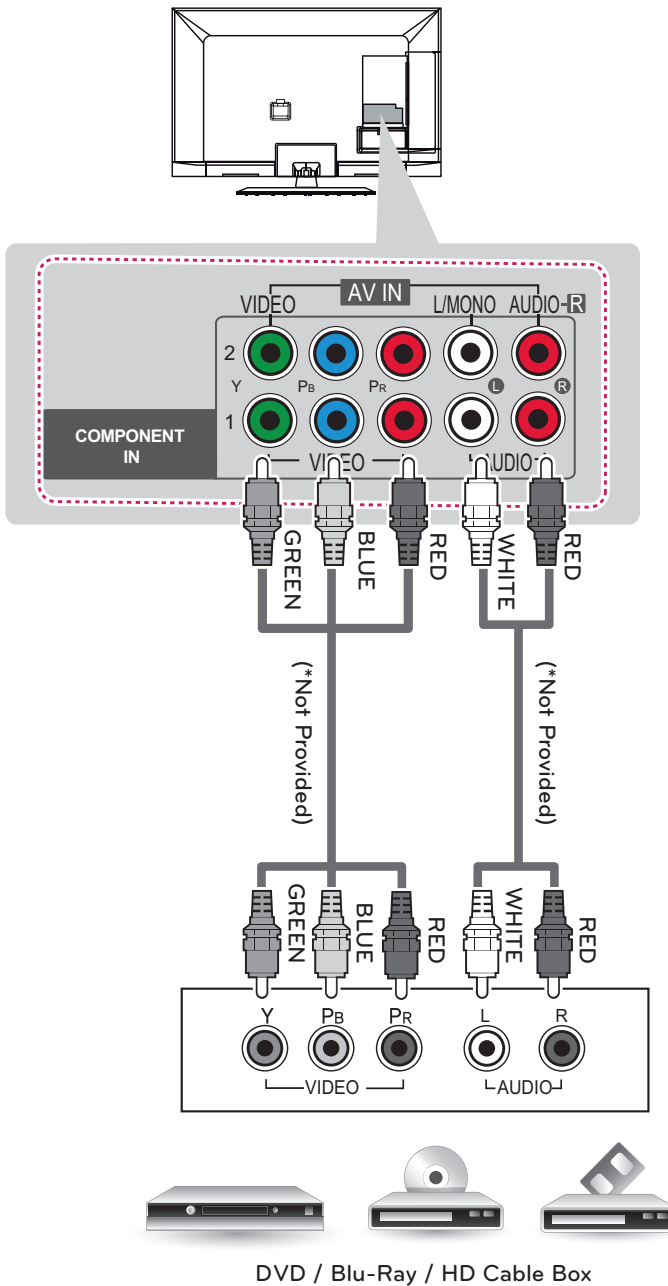 AV IN
VIDEO L/MONO AUDIO R
2
Y PB PR L R
1
COMPONENT
IN
VIDEO AUDIO
GREEN BLUE RED WHITE RED
(*Not Provided) (*Not Provided)
GREEN BLUE RED WHITE RED
Y PB PR L R
VIDEO AUDIO
DVD / Blu-Ray / HD Cable Box